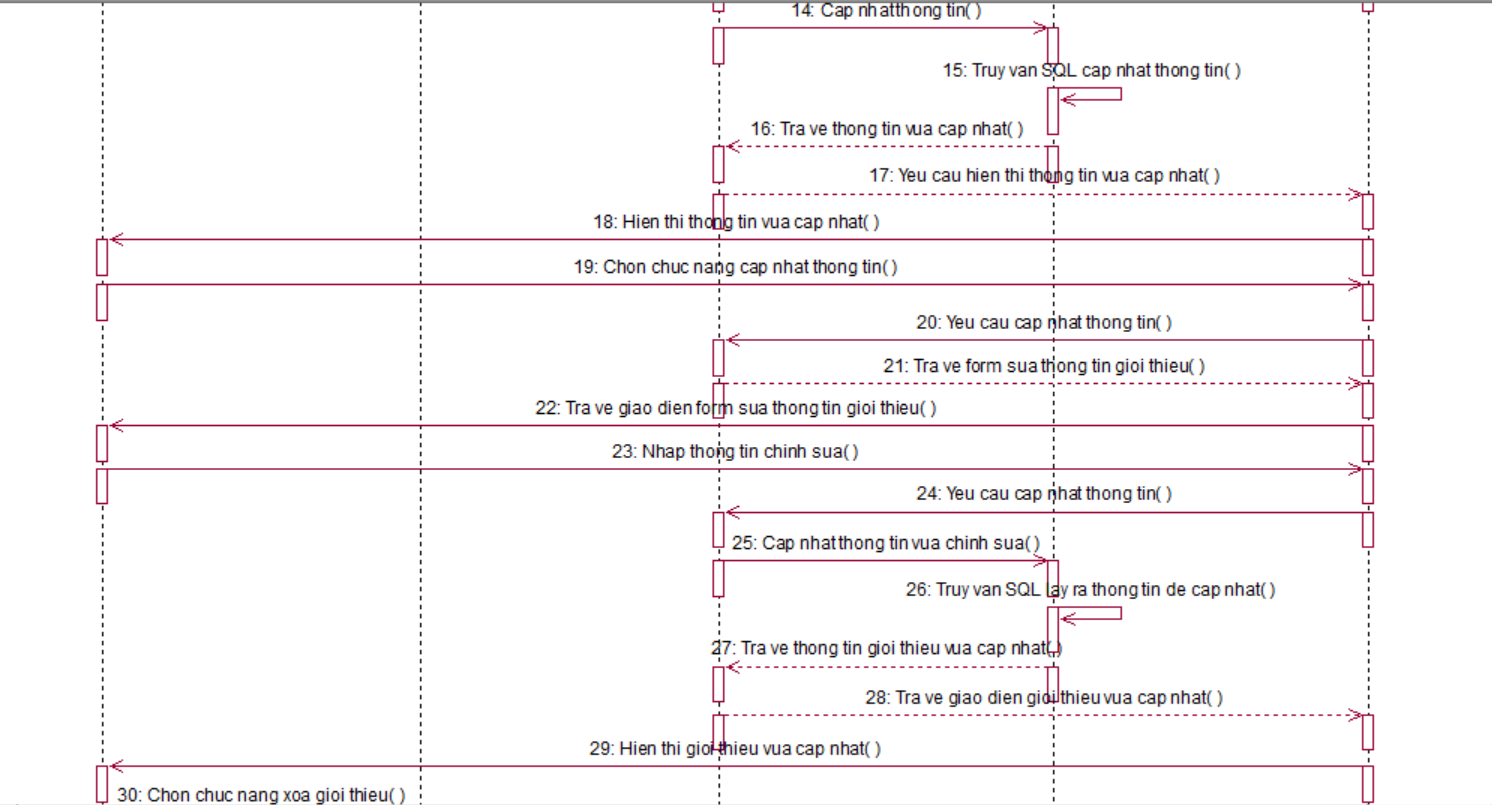 14: Cap nhatthong tin( )
15: Truy van SQL cap nhat thong tin( )
16: Tra ve thong tin vua cap nhat( )
17: Yeu cau hien thi thong tin vua cap nhat( )
18: Hien thi thong tin vua cap nhat( )
19: Chon chuc nang cap nhat thong tin( )
20: Yeu cau cap nhat thong tin( )
21: Tra ve form sua thong tin gioi thieu( )
22: Tra ve giao dien form sua thong tin gioi thieu( )
23: Nhap thong tin chinh sua( )
24: Yeu cau cap nhat thong tin( )
25: Cap nhat thong tin vua chinh sua( )
26: Truy van SQL lay ra thong tin de cap nhat( )
27: Tra ve thong tin gioi thieu vua cap nhat( )
28: Tra ve giao dien gioi thieu vua cap nhat( )
29: Hien thi gioi thieu vua cap nhat( )
30: Chon chuc nang xoa gioi thieu( )